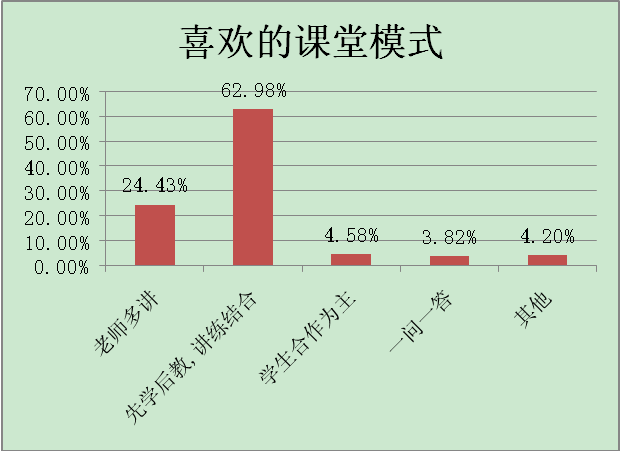 喜欢的课堂模式
70.00%
60.00%
50.00%
40.00%
30.00%
20.00%
10.00%
0.00%
24.43%
62.98%
4.58%
3.82%
4.20%
老师多讲
先学后教,讲练结合
学生合作为主
一问一答
其他